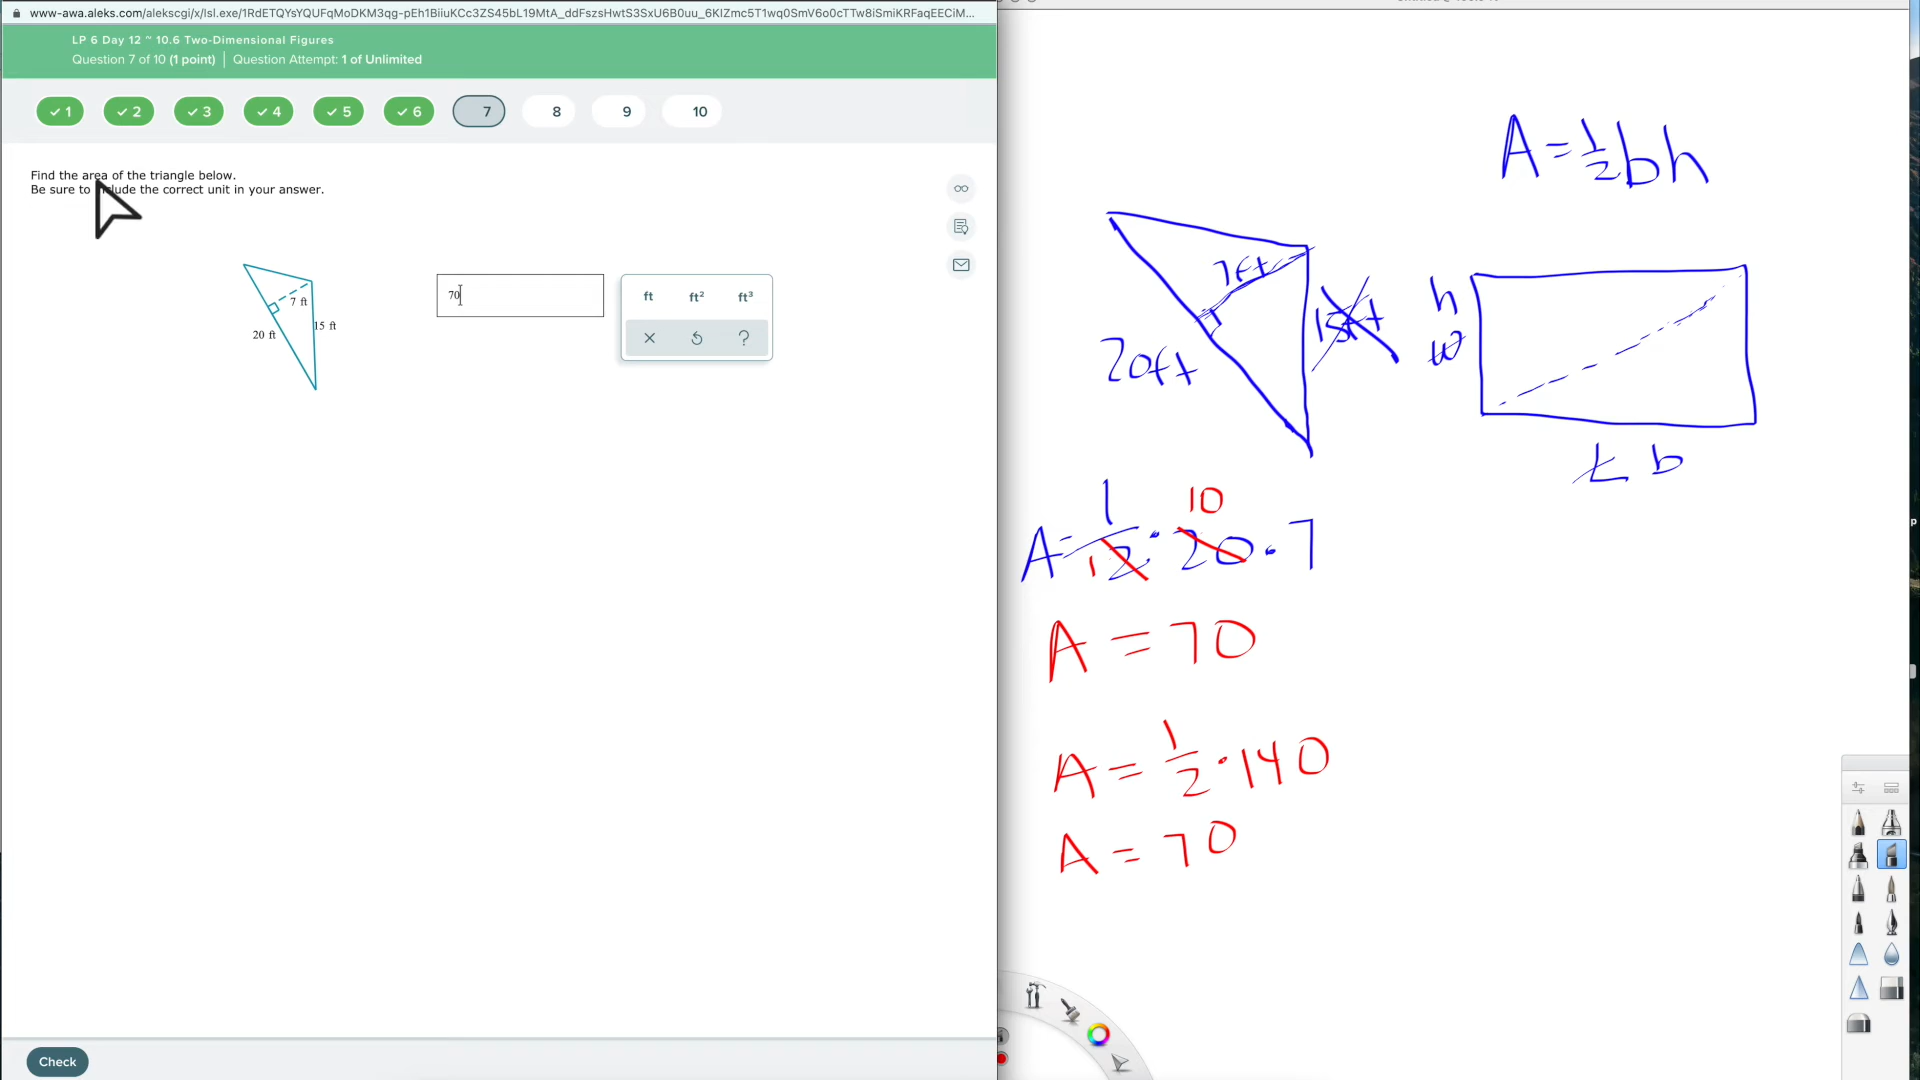 www-awa.aleks.com/alekscgi/x/lsl.exe/1RdETQYsYQUFqMoDKM3qg-pEh1BiiuKCc3ZS45bL19MtA_ddFszsHwtS3SxU6B0uu_6KIZmc5T1wq0SmV6o0cTTw8iSmiKRFaqEECiM...
LP 6 Day 12 ~ 10.6 Two-Dimensional Figures
Question 7 of 10 (1 point) | Question Attempt: 1 of Unlimited
✓ 1 ✓ 2 ✓ 3 ✓ 4 ✓ 5 ✓ 6 7 8 9 10
Find the area of the triangle below.
Be sure to include the correct unit in your answer.
7 ft
15 ft
20 ft
70
ft ft² ft³
?
Check
A = 1/2 bh
7ft
15ft
20ft
h
w
L b
A = 1/2 · 20 · 7
10
1
A = 70
A = 1/2 · 140
A = 70